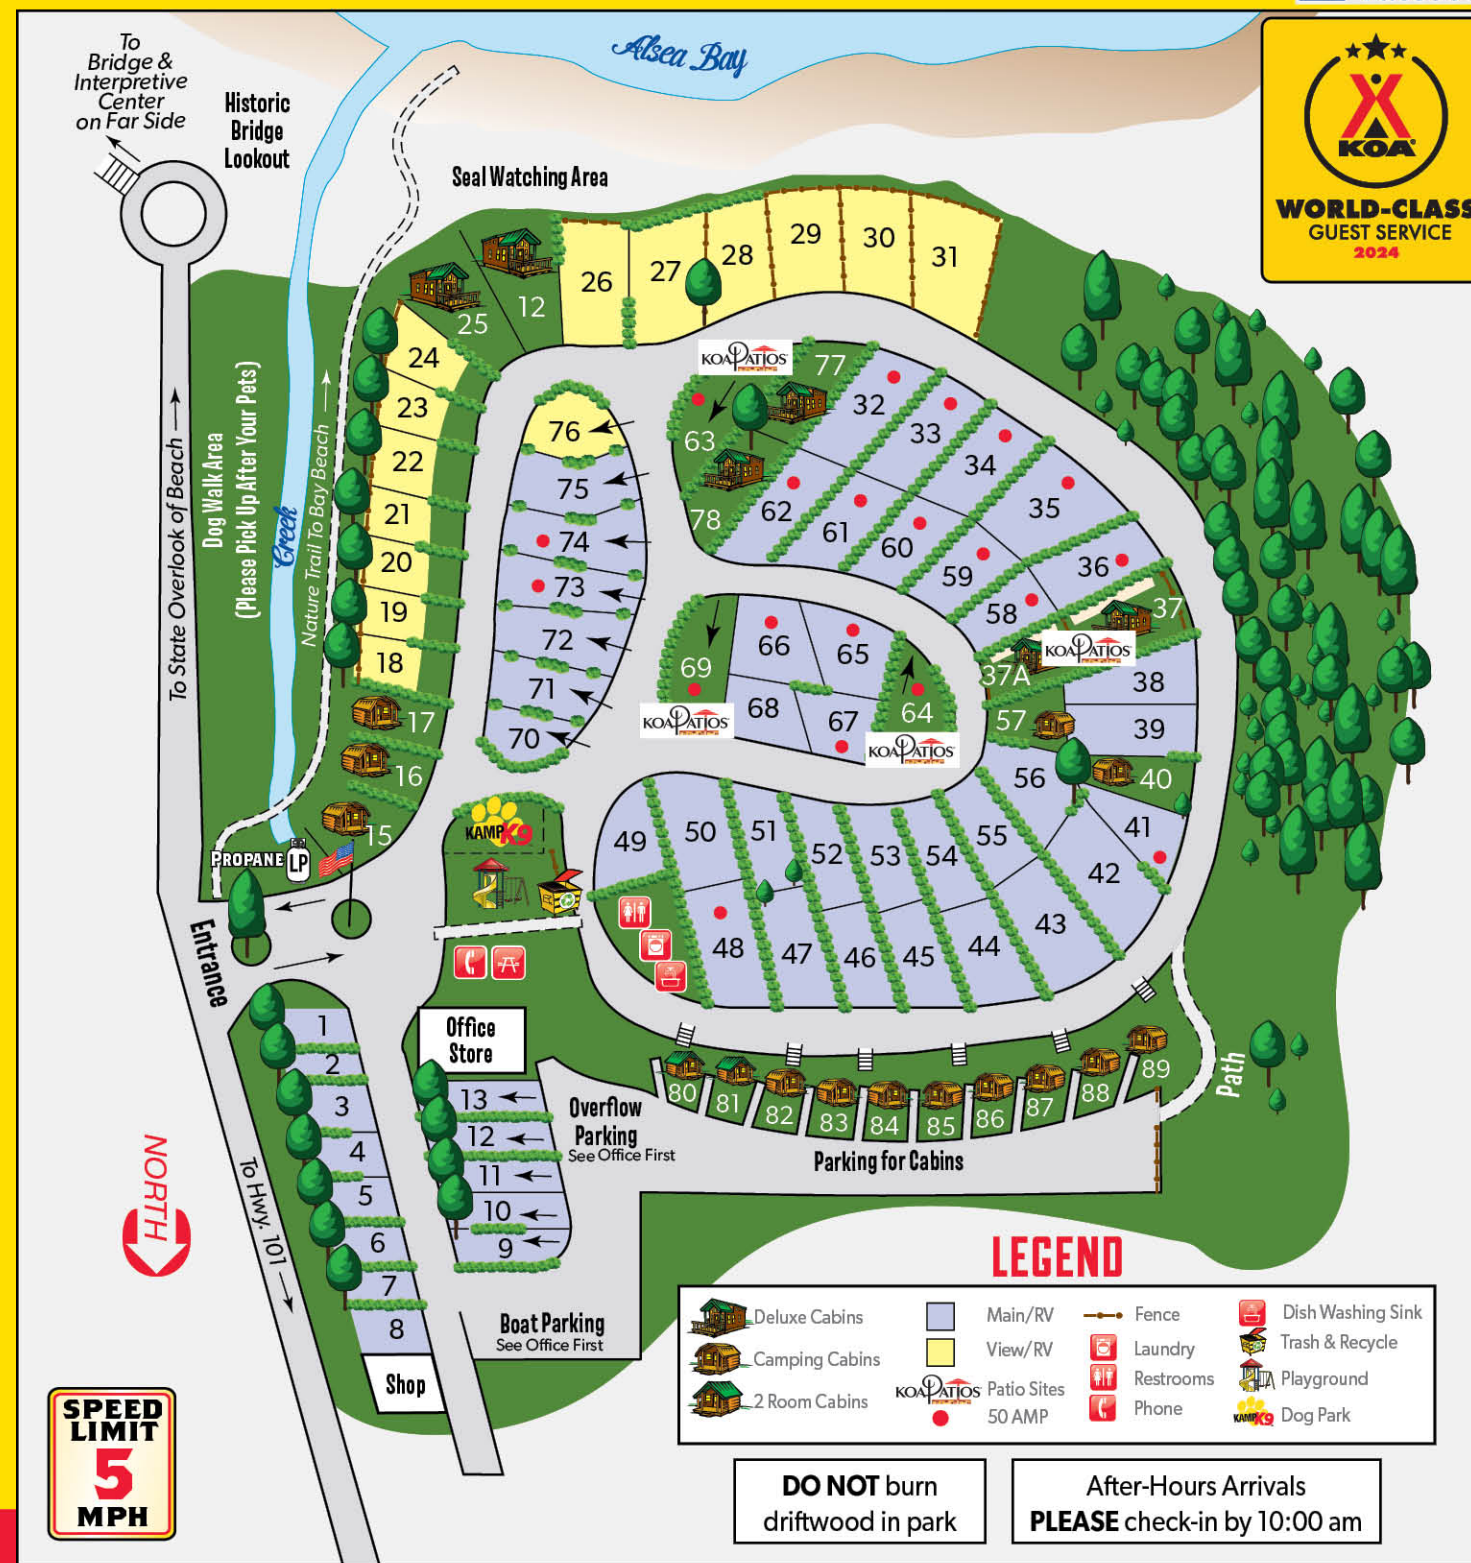 Alsea Bay
To
Bridge &
Interpretive
Center
on Far Side
Historic
Bridge
Lookout
Seal Watching Area
KOA
WORLD-CLASS
GUEST SERVICE
2024
To State Overlook of Beach
Dog Walk Area
(Please Pick Up After Your Pets)
Creek
Nature Trail To Bay Beach
12
25
26
27
28
29
30
31
24
23
22
21
20
19
18
17
16
15
76
75
74
73
72
71
70
KOA PATIOS
77
63
78
32
33
34
35
36
37
62
61
60
59
58
37A
KOA PATIOS
38
39
57
40
56
41
42
69
KOA PATIOS
66
65
68
67
64
KOA PATIOS
49
50
51
52
53
54
55
48
47
46
45
44
43
PROPANE
LP
KAMP K9
Entrance
Office
Store
1
2
3
4
5
6
7
8
Shop
13
12
11
10
9
Overflow
Parking
See Office First
80
81
82
83
84
85
86
87
88
89
Parking for Cabins
Path
NORTH
To Hwy. 101
Boat Parking
See Office First
SPEED
LIMIT
5
MPH
LEGEND
Deluxe Cabins
Camping Cabins
2 Room Cabins
Main/RV
View/RV
KOA PATIOS Patio Sites
50 AMP
Fence
Laundry
Restrooms
Phone
Dish Washing Sink
Trash & Recycle
Playground
KAMP K9 Dog Park
DO NOT burn
driftwood in park
After-Hours Arrivals
PLEASE check-in by 10:00 am